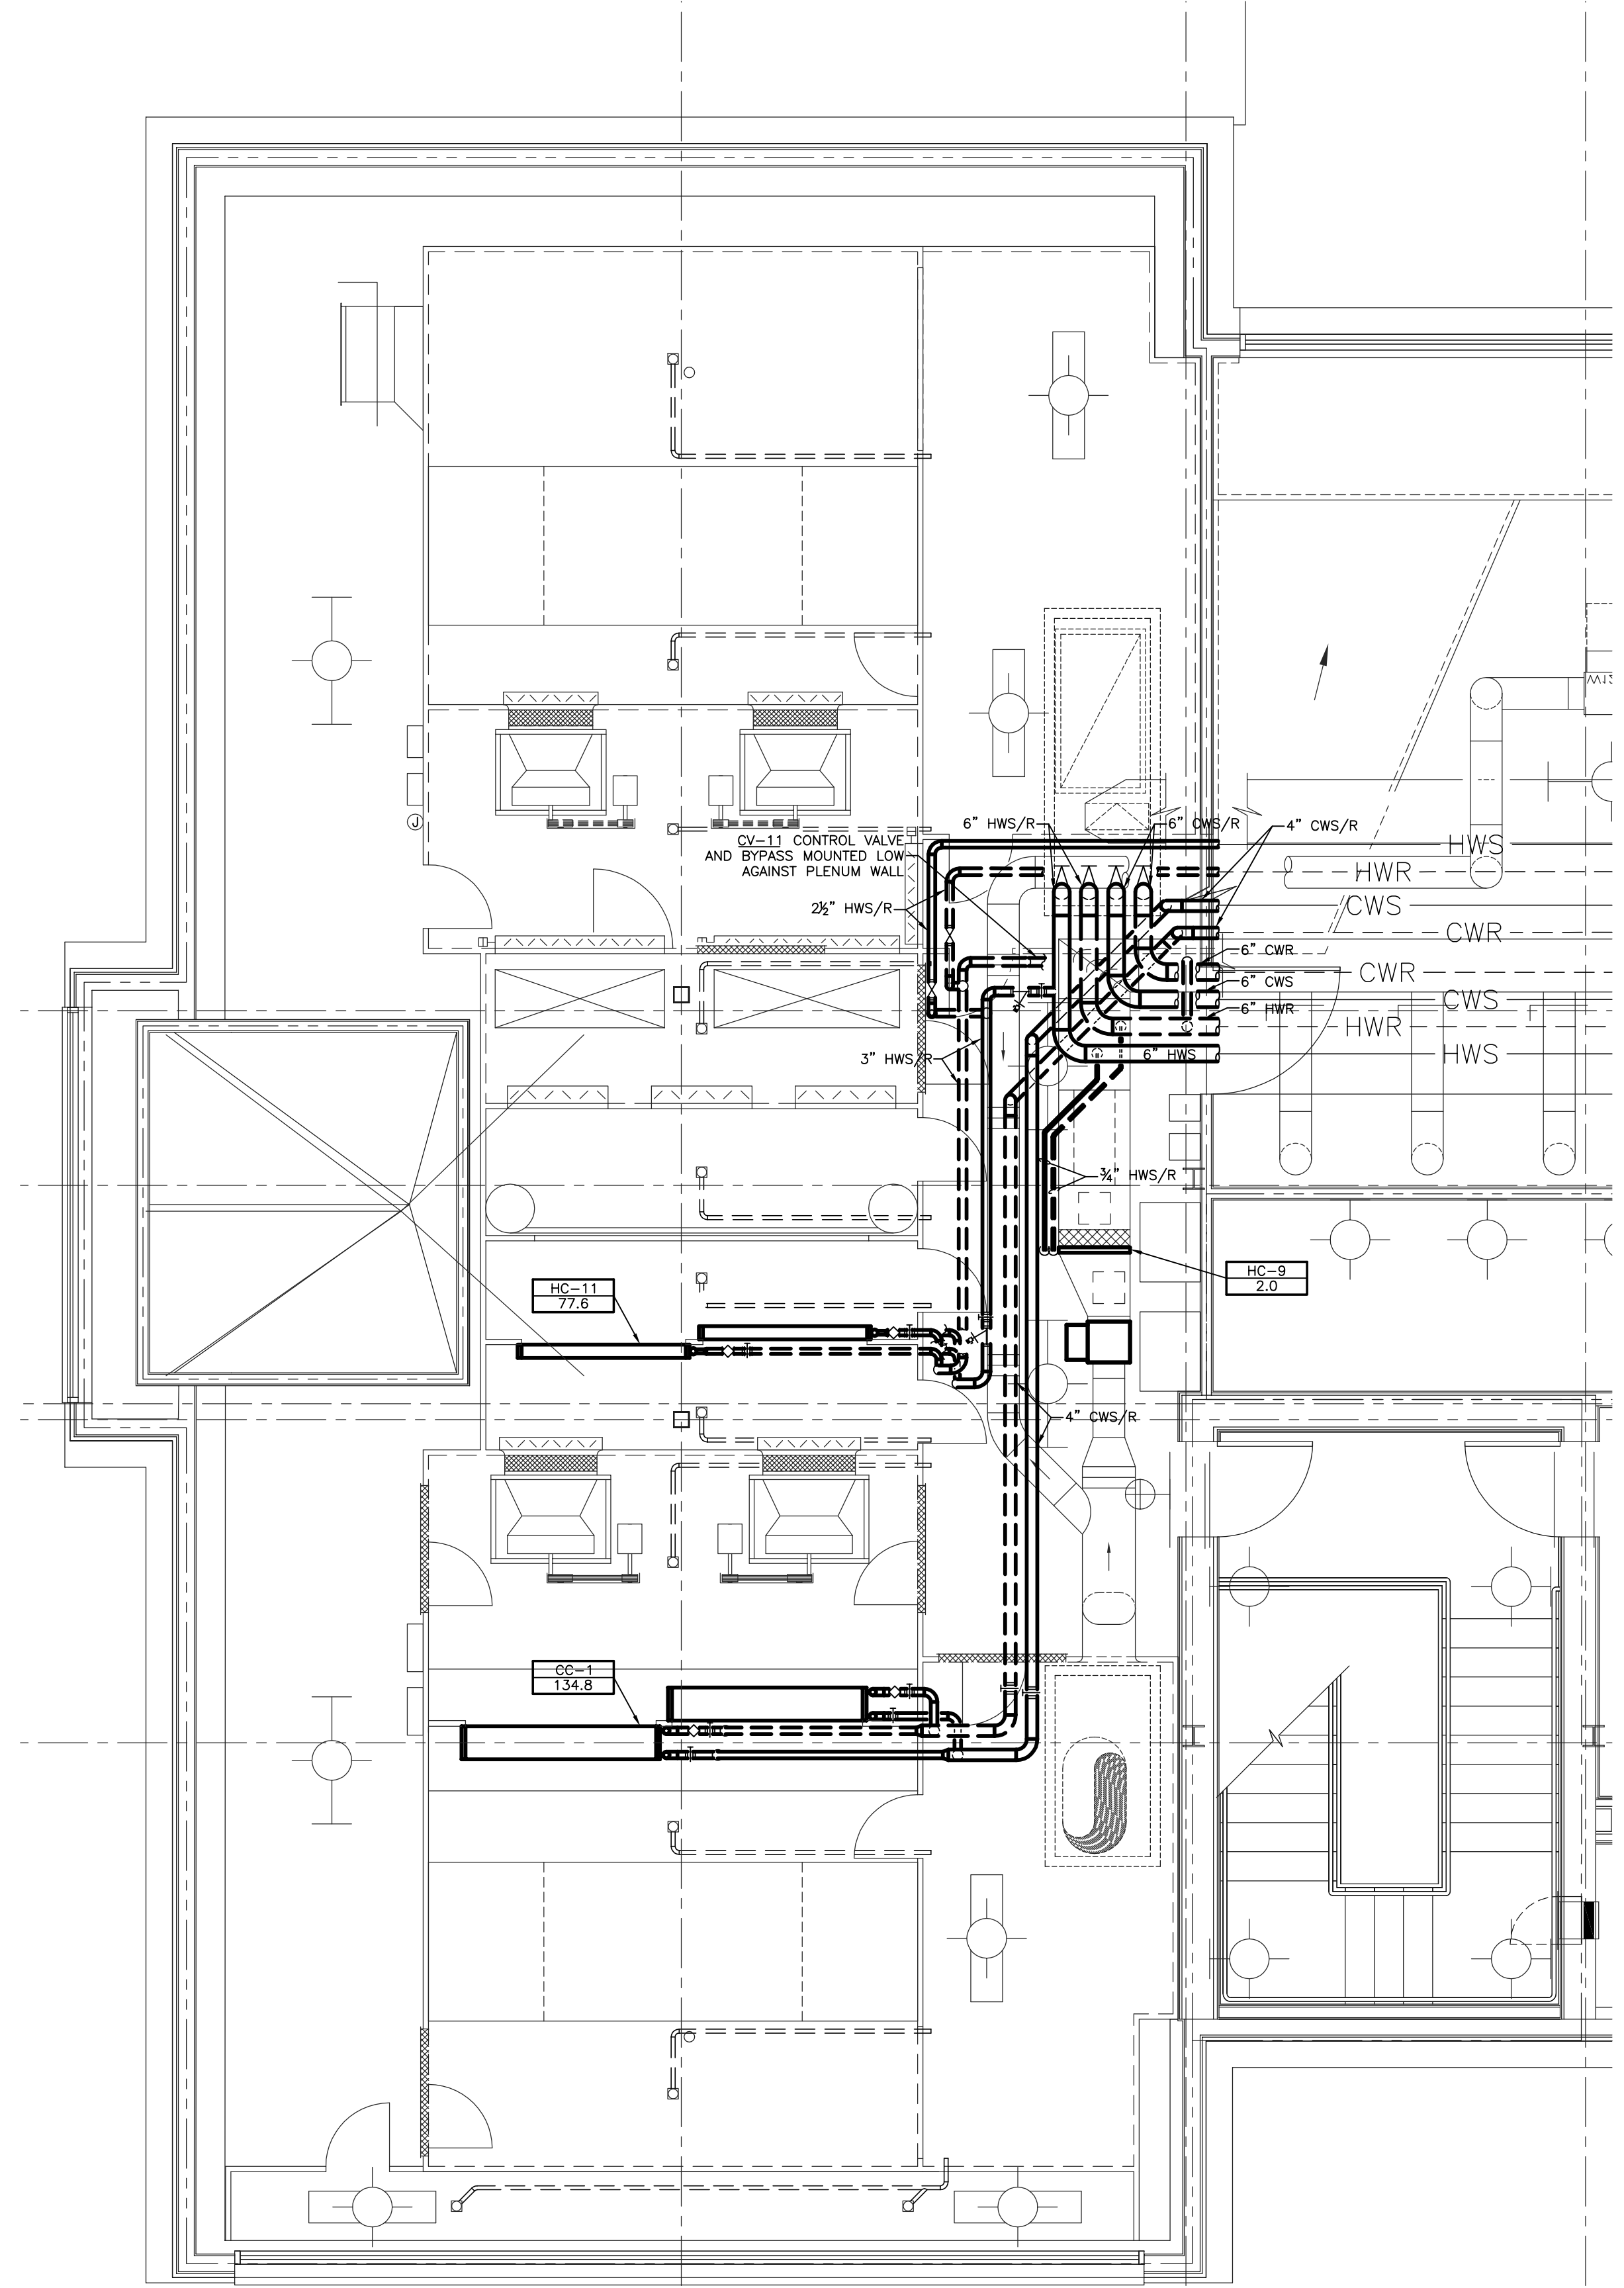 6" HWS/R
6" CWS/R
4" CWS/R
CV-11 CONTROL VALVE
AND BYPASS MOUNTED LOW
AGAINST PLENUM WALL
HWS
HWR
2½" HWS/R
CWS
CWR
6" CWR
CWR
6" CWS
CWS
6" HWR
HWR
6" HWS
HWS
3" HWS/R
¾" HWS/R
HC-9
2.0
HC-11
77.6
4" CWS/R
CC-1
134.8
J